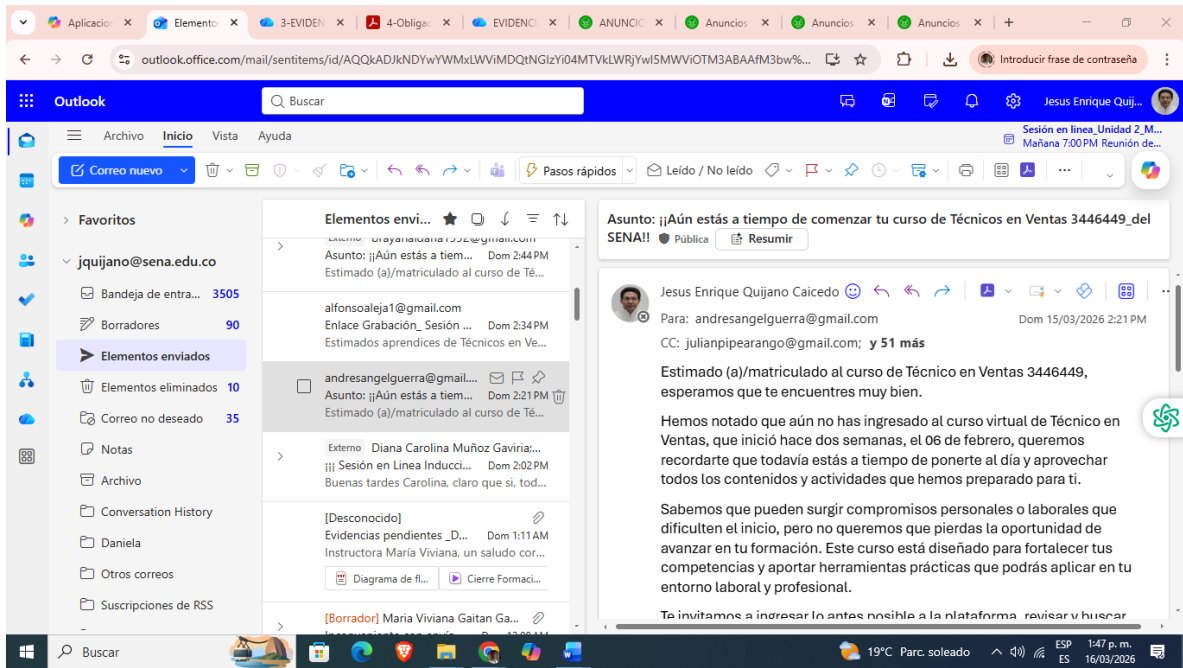 Aplicacion
Elementos
3-EVIDEN
4-Obligac
EVIDENCI
ANUNCIC
Anuncios
Anuncios
Anuncios
outlook.office.com/mail/sentitems/id/AQQkADJkNDYwYWMxLWViMDQtNGIzYi04MTVkLWRjYwI5MWViOTM3ABAAfM3bw%...
Introducir frase de contraseña
Outlook
Buscar
Jesus Enrique Quij...
Archivo Inicio Vista Ayuda
Sesión en linea_Unidad 2_M...
Mañana 7:00 PM Reunión de...
Correo nuevo
Pasos rápidos
Leído / No leído
Favoritos
jquijano@sena.edu.co
Bandeja de entra... 3505
Borradores 90
Elementos enviados
Elementos eliminados 10
Correo no deseado 35
Notas
Archivo
Conversation History
Daniela
Otros correos
Suscripciones de RSS
Elementos envi...
Asunto: ¡¡Aún estás a tiem... Dom 2:44 PM
Estimado (a)/matriculado al curso de Té...
alfonsoaleja1@gmail.com
Enlace Grabación_ Sesión ... Dom 2:34 PM
Estimados aprendices de Técnicos en Ve...
andresangelguerra@gmail....
Asunto: ¡¡Aún estás a tiem... Dom 2:21 PM
Estimado (a)/matriculado al curso de Té...
Externo Diana Carolina Muñoz Gaviria;...
¡¡¡ Sesión en Linea Inducci... Dom 2:02 PM
Buenas tardes Carolina, claro que si, tod...
[Desconocido]
Evidencias pendientes _D... Dom 1:11 AM
Instructora María Viviana, un saludo cor...
Diagrama de fl...
Cierre Formaci...
[Borrador] Maria Viviana Gaitan Ga...
Asunto: ¡¡Aún estás a tiempo de comenzar tu curso de Técnicos en Ventas 3446449_del
SENA!! Pública Resumir
Jesus Enrique Quijano Caicedo
Para: andresangelguerra@gmail.com
Dom 15/03/2026 2:21 PM
CC: julianpipearango@gmail.com; y 51 más
Estimado (a)/matriculado al curso de Técnico en Ventas 3446449,
esperamos que te encuentres muy bien.
Hemos notado que aún no has ingresado al curso virtual de Técnico en
Ventas, que inició hace dos semanas, el 06 de febrero, queremos
recordarte que todavía estás a tiempo de ponerte al día y aprovechar
todos los contenidos y actividades que hemos preparado para ti.
Sabemos que pueden surgir compromisos personales o laborales que
dificulten el inicio, pero no queremos que pierdas la oportunidad de
avanzar en tu formación. Este curso está diseñado para fortalecer tus
competencias y aportar herramientas prácticas que podrás aplicar en tu
entorno laboral y profesional.
Te invitamos a ingresar lo antes posible a la plataforma, revisar y buscar
Buscar
19°C Parc. soleado
ESP
ES
1:47 p. m.
16/03/2026